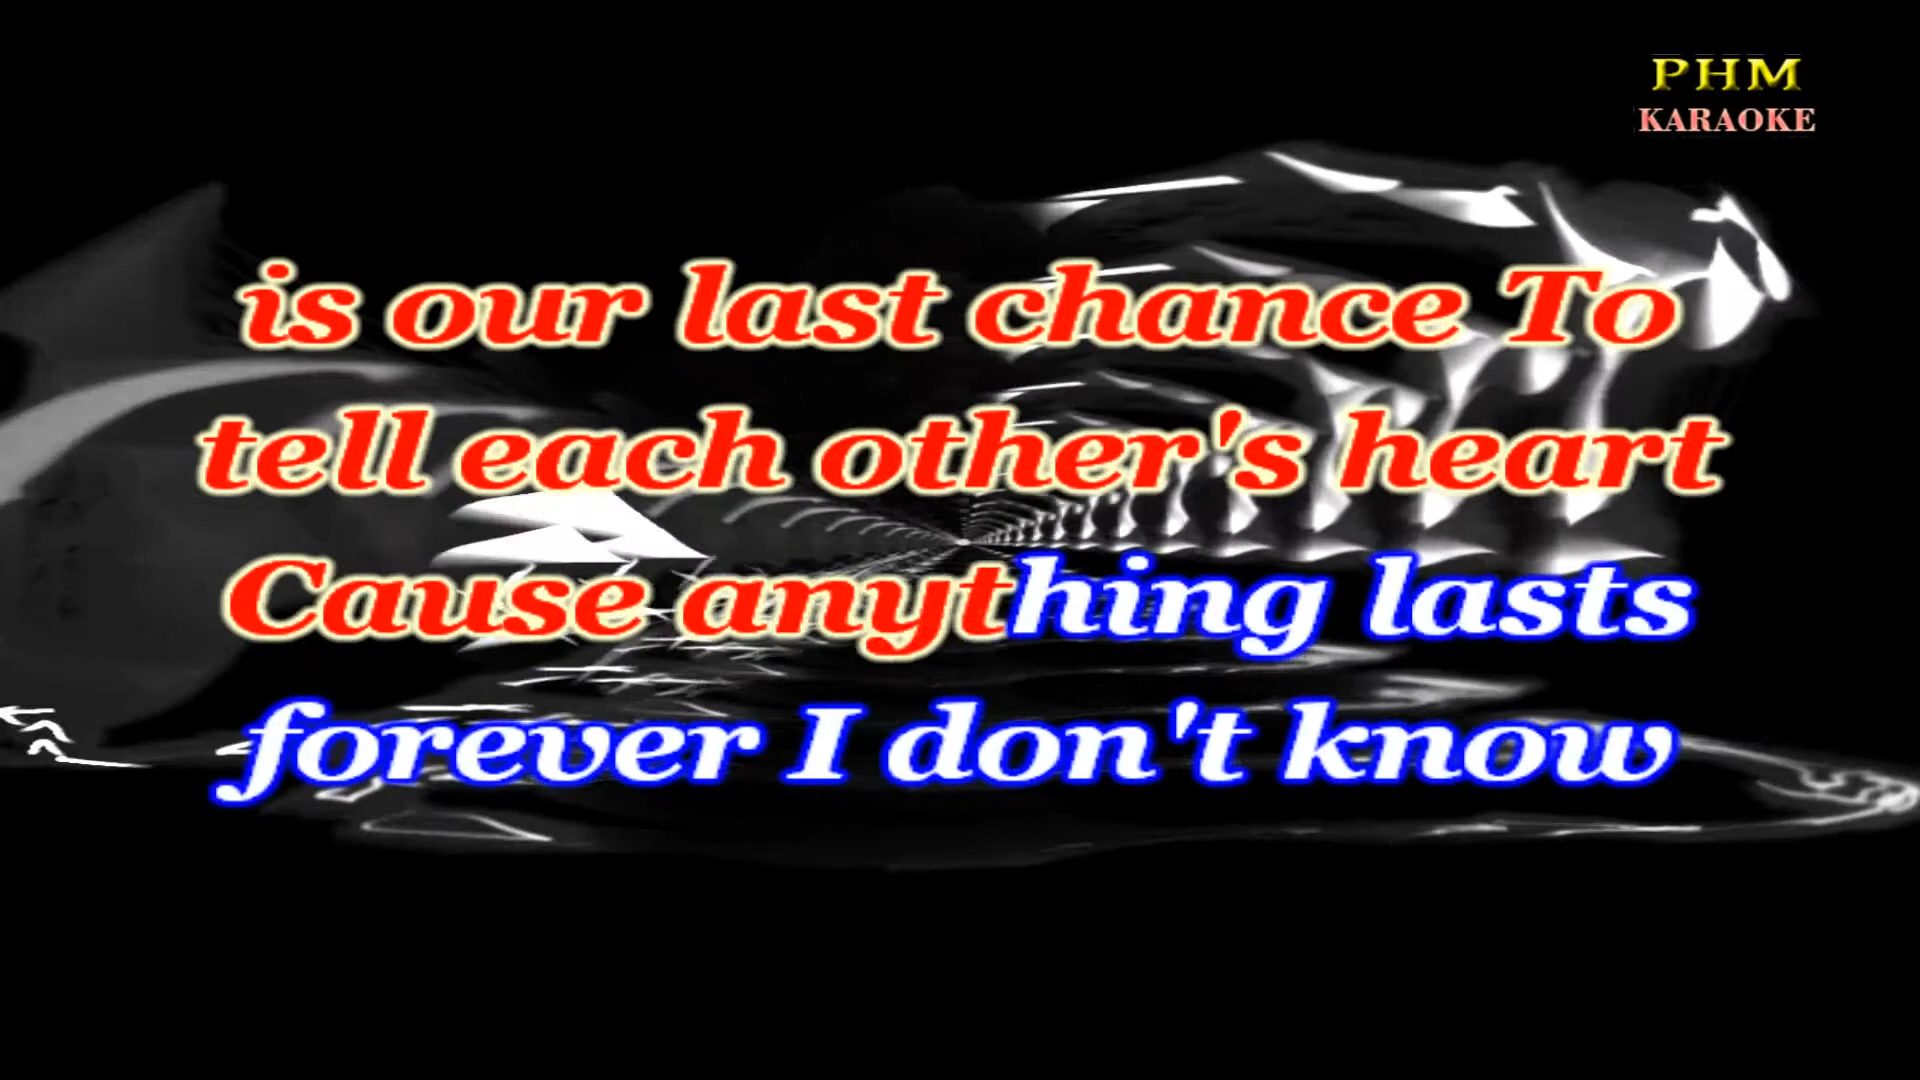 PHM
KARAOKE
is our last chance To
tell each other's heart
Cause anything lasts
forever I don't know